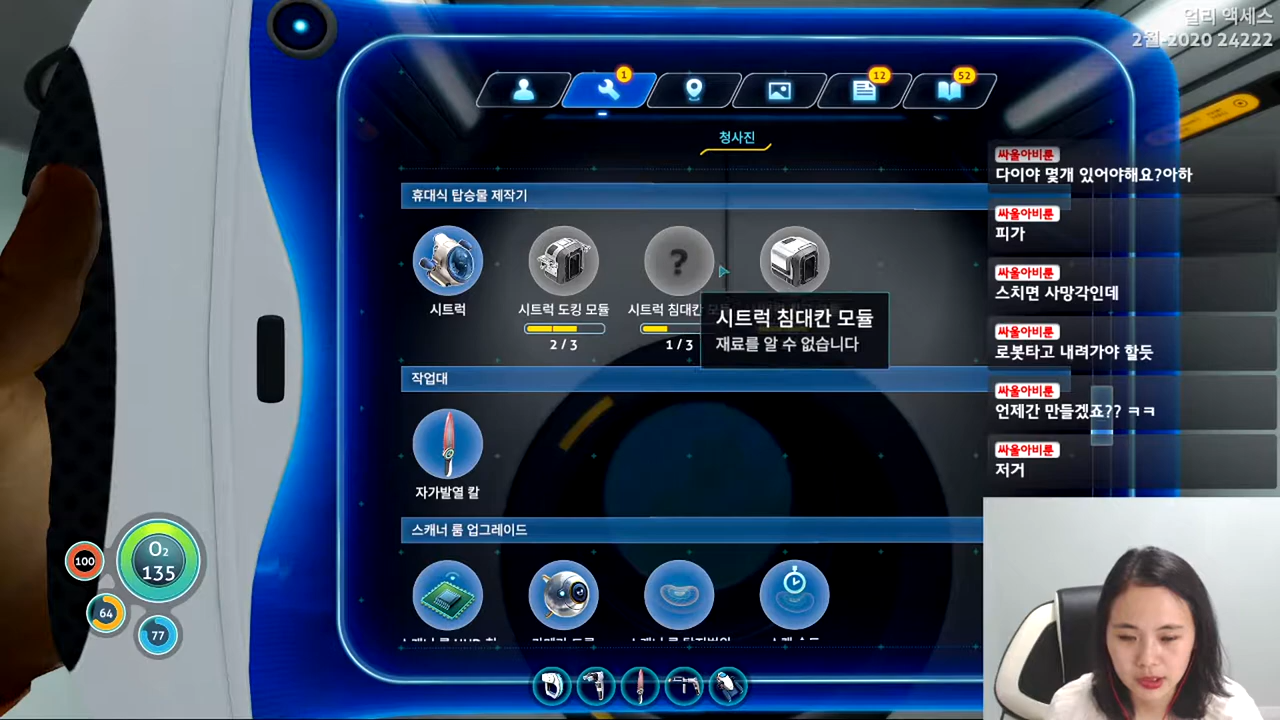 얼리 액세스
2월-2020 24222
1
12
52
청사진
휴대식 탑승물 제작기
시트럭
시트럭 도킹 모듈
2 / 3
시트럭 침대칸
1 / 3
?
시트럭 침대칸 모듈
재료를 알 수 없습니다
작업대
자가발열 칼
스캐너 룸 업그레이드
O₂
135
100
64
77
싸울아비룬
다이야 몇개 있어야해요?아하
싸울아비룬
피가
싸울아비룬
스치면 사망각인데
싸울아비룬
로봇타고 내려가야 할듯
싸울아비룬
언제간 만들겠죠?? ㅋㅋ
싸울아비룬
저거